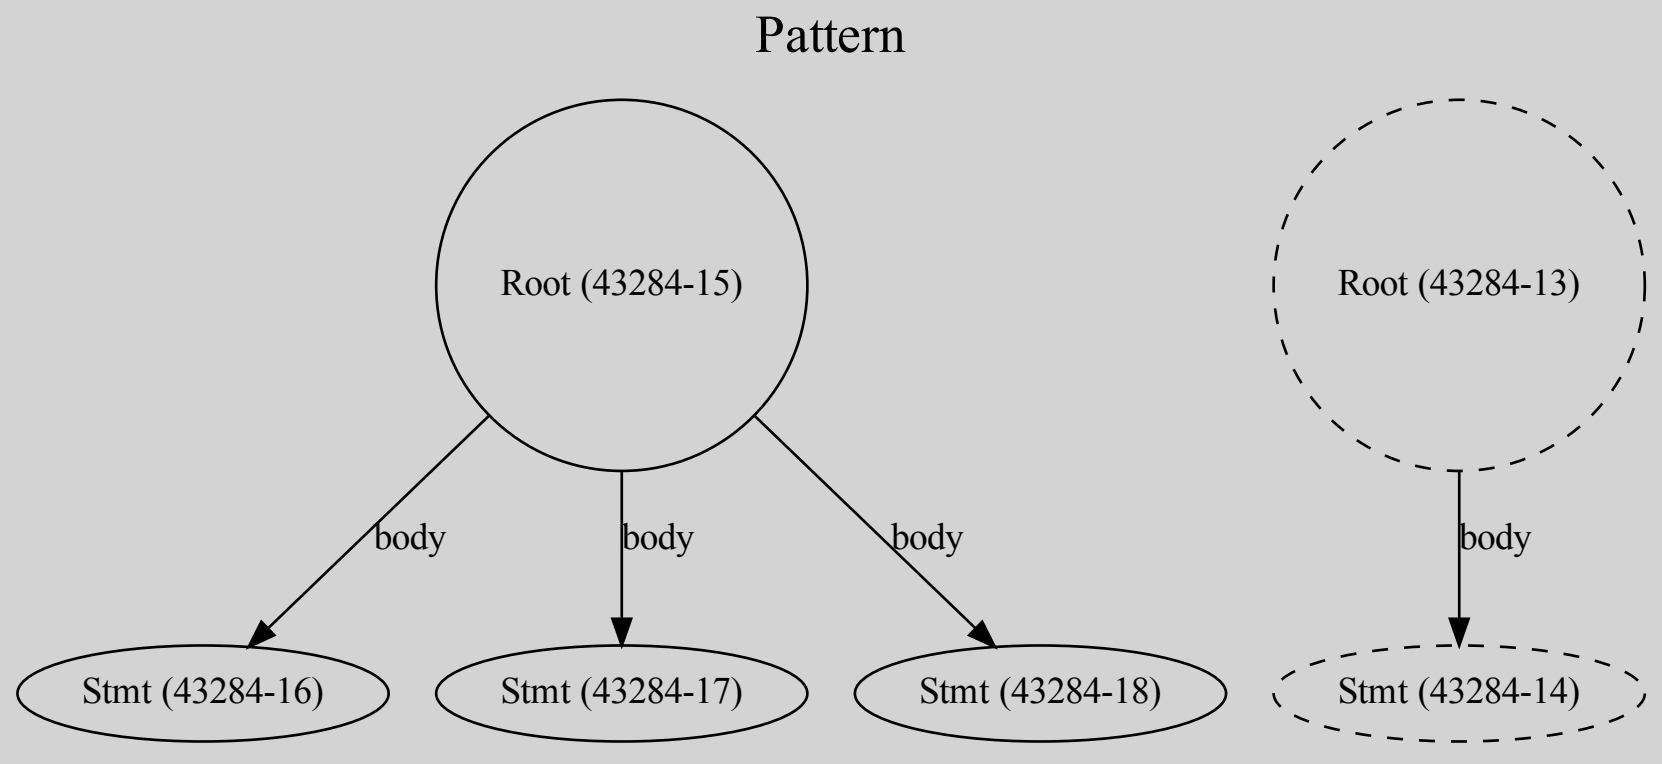 Pattern
Root (43284-15)
Root (43284-13)
body
body
body
body
Stmt (43284-16)
Stmt (43284-17)
Stmt (43284-18)
Stmt (43284-14)